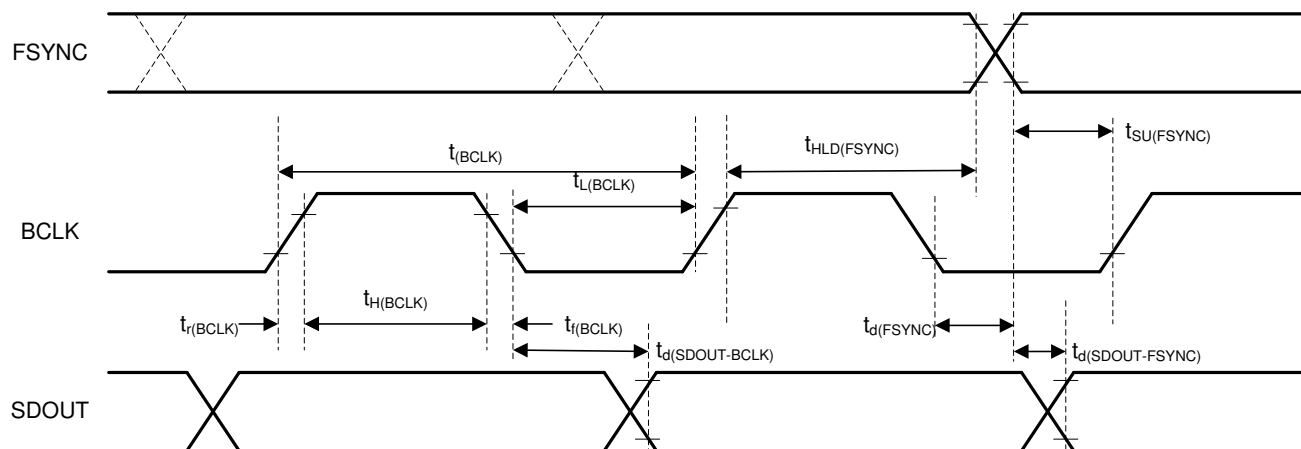 FSYNC
t(BCLK)
tHLD(FSYNC)
tSU(FSYNC)
tL(BCLK)
BCLK
tH(BCLK)
tr(BCLK)
tf(BCLK)
td(FSYNC)
td(SDOUT-BCLK)
td(SDOUT-FSYNC)
SDOUT